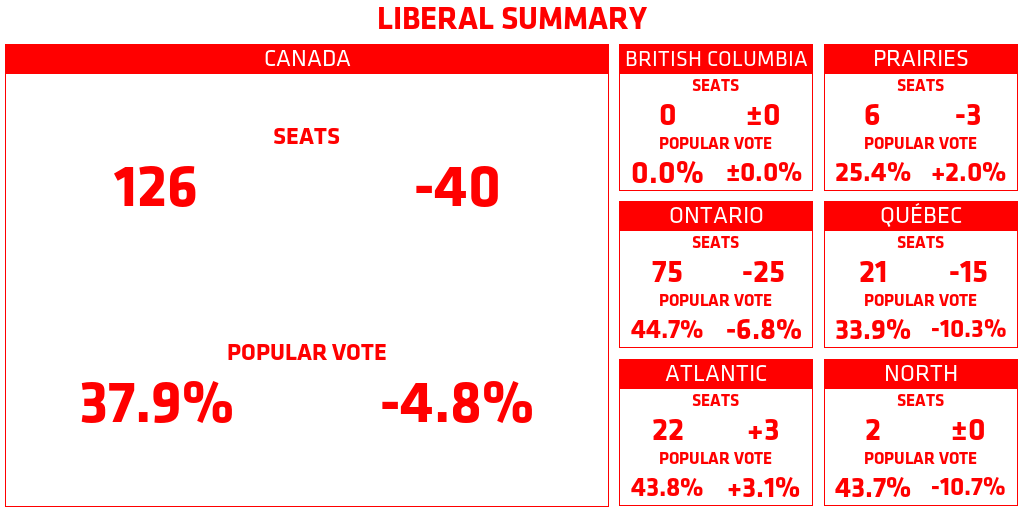 LIBERAL SUMMARY
CANADA
SEATS
126 -40
POPULAR VOTE
37.9% -4.8%
BRITISH COLUMBIA
SEATS
0 ±0
POPULAR VOTE
0.0% ±0.0%
PRAIRIES
SEATS
6 -3
POPULAR VOTE
25.4% +2.0%
ONTARIO
SEATS
75 -25
POPULAR VOTE
44.7% -6.8%
QUÉBEC
SEATS
21 -15
POPULAR VOTE
33.9% -10.3%
ATLANTIC
SEATS
22 +3
POPULAR VOTE
43.8% +3.1%
NORTH
SEATS
2 ±0
POPULAR VOTE
43.7% -10.7%